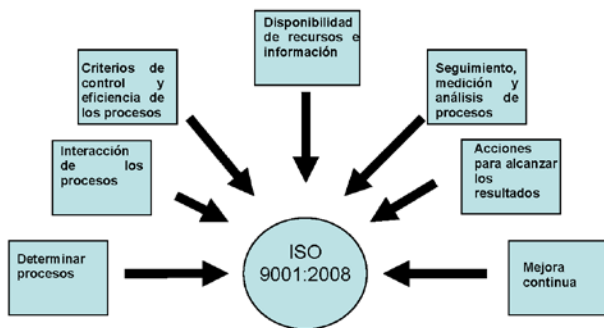 Disponibilidad
de recursos e
información
Criterios de
control y
eficiencia de
los procesos
Seguimiento,
medición y
análisis de
procesos
Interacción
de los
procesos
Acciones
para alcanzar
los
resultados
Determinar
procesos
ISO
9001:2008
Mejora
continua